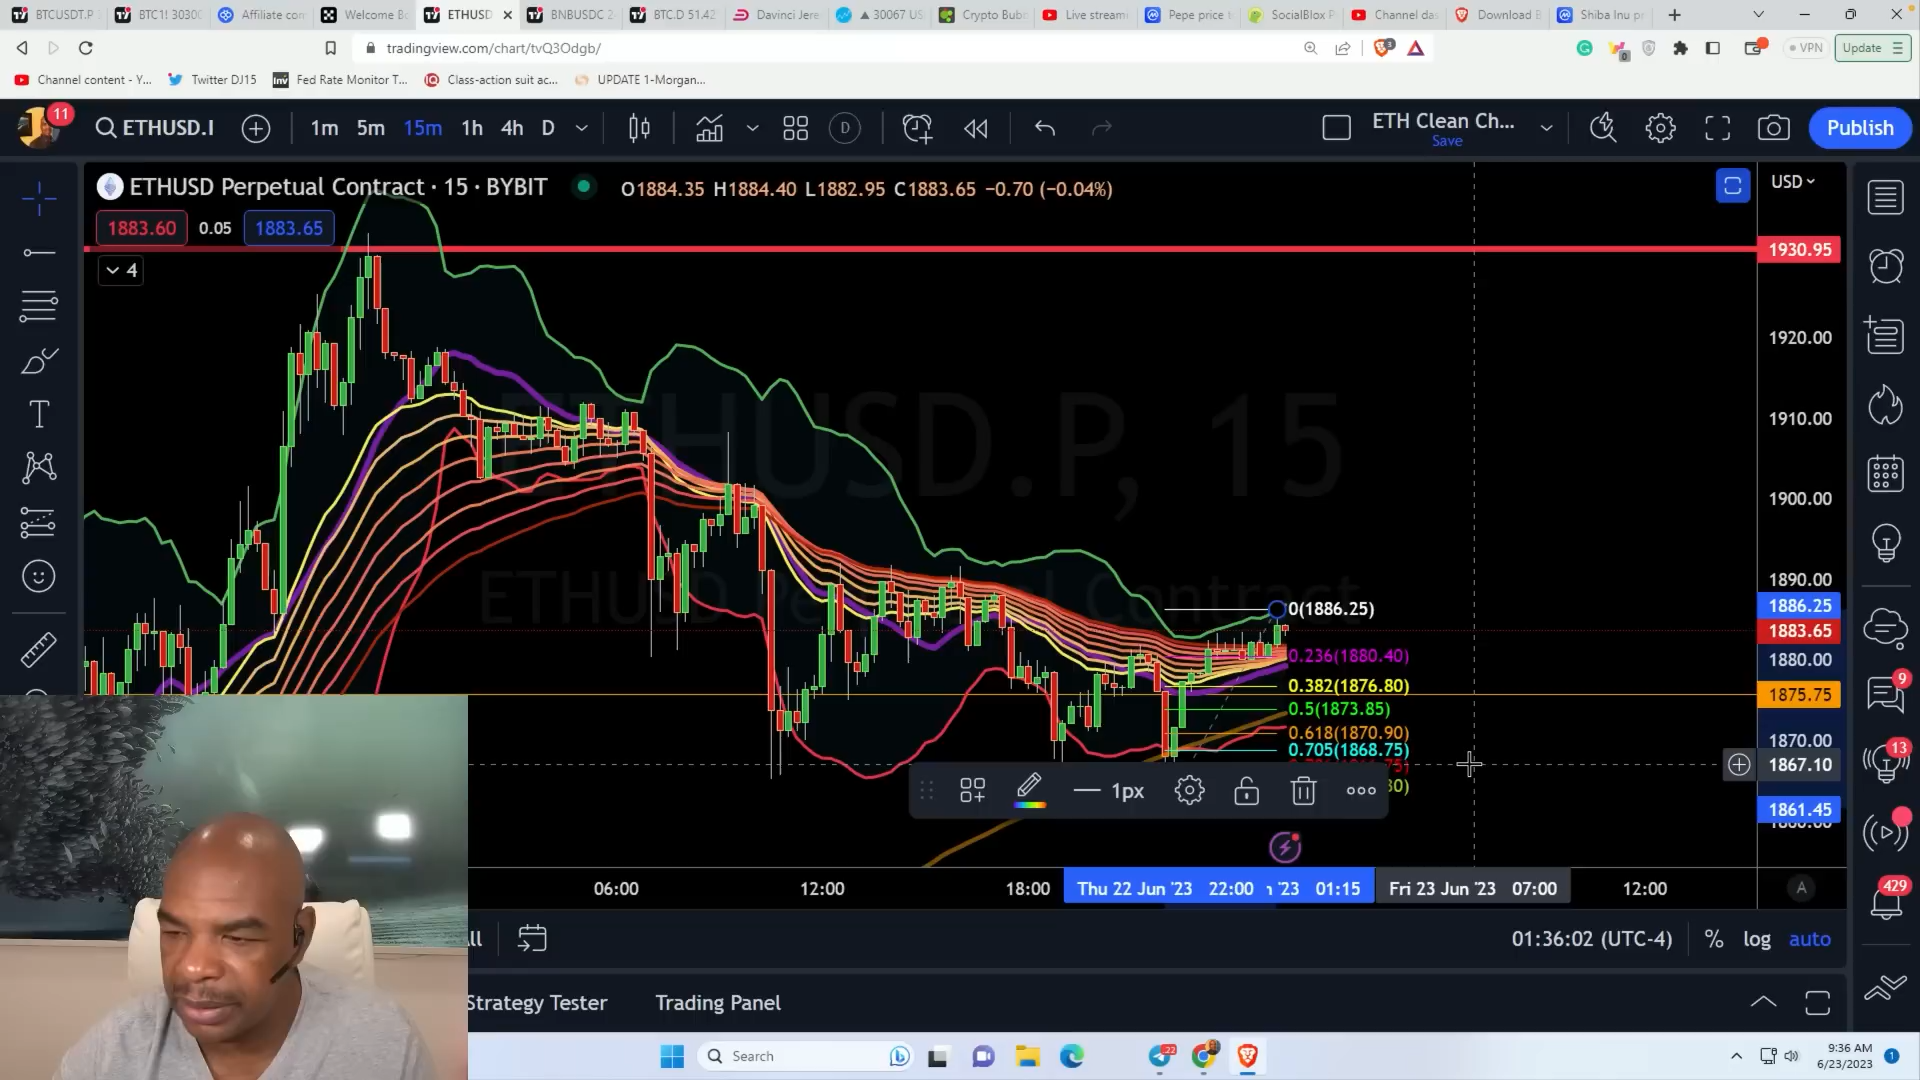 BTCUSDT.P
BTC1! 30300
Affiliate con
Welcome B
ETHUSD
BNBUSDC 2
BTC.D 51.42
Davinci Jere
▲ 30067 US
Crypto Bub
Live stream
Pepe price t
SocialBlox P
Channel da
Download B
Shiba Inu pr
tradingview.com/chart/tvQ3Odgb/
VPN
Update
Channel content - Y...
Twitter DJ15
Fed Rate Monitor T...
Class-action suit ac...
UPDATE 1-Morgan...
11
ETHUSD.I
1m 5m 15m 1h 4h D
D
ETH Clean Ch...
Save
Publish
ETHUSD Perpetual Contract · 15 · BYBIT
O1884.35 H1884.40 L1882.95 C1883.65 −0.70 (−0.04%)
USD
1883.60
0.05
1883.65
4
1930.95
1920.00
1910.00
1900.00
1890.00
1886.25
1883.65
1880.00
1875.75
1870.00
1867.10
1861.45
ETHUSD.P, 15
ETHUSD Perpetual Contract
0(1886.25)
0.236(1880.40)
0.382(1876.80)
0.5(1873.85)
0.618(1870.90)
0.705(1868.75)
1px
06:00
12:00
18:00
Thu 22 Jun '23 22:00
'23 01:15
Fri 23 Jun '23 07:00
12:00
A
01:36:02 (UTC-4)
%
log
auto
Strategy Tester
Trading Panel
9
13
429
Search
22
9:36 AM
6/23/2023
1